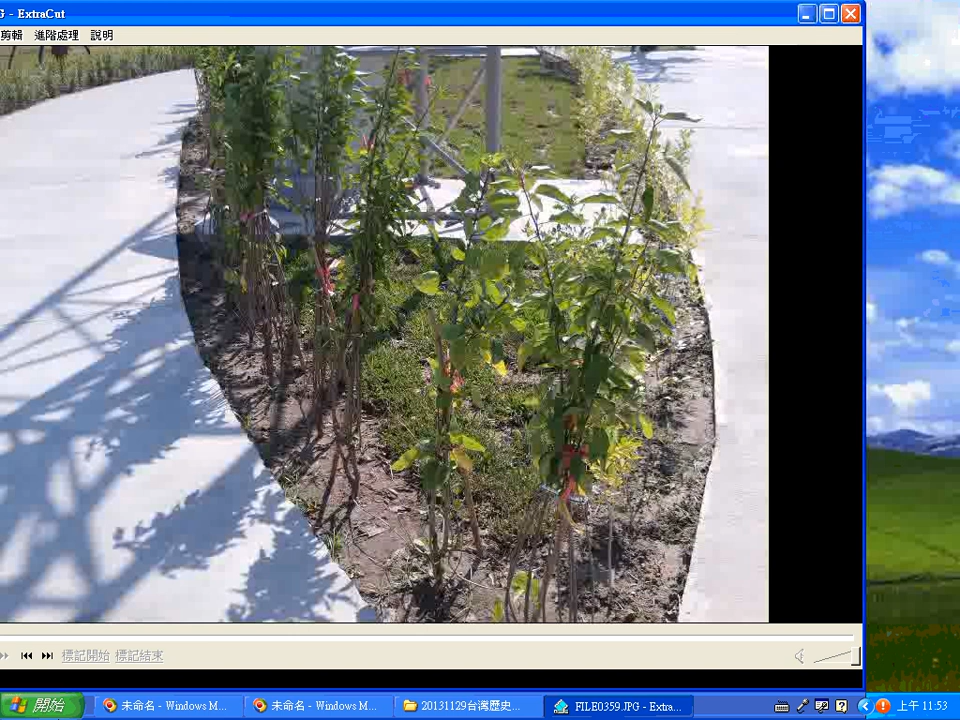 G - ExtraCut
剪輯 進階處理 說明
標記開始 標記結束
開始
未命名 - Windows M...
未命名 - Windows M...
20131129台灣歷史...
FILE0359.JPG - Extra...
上午 11:53